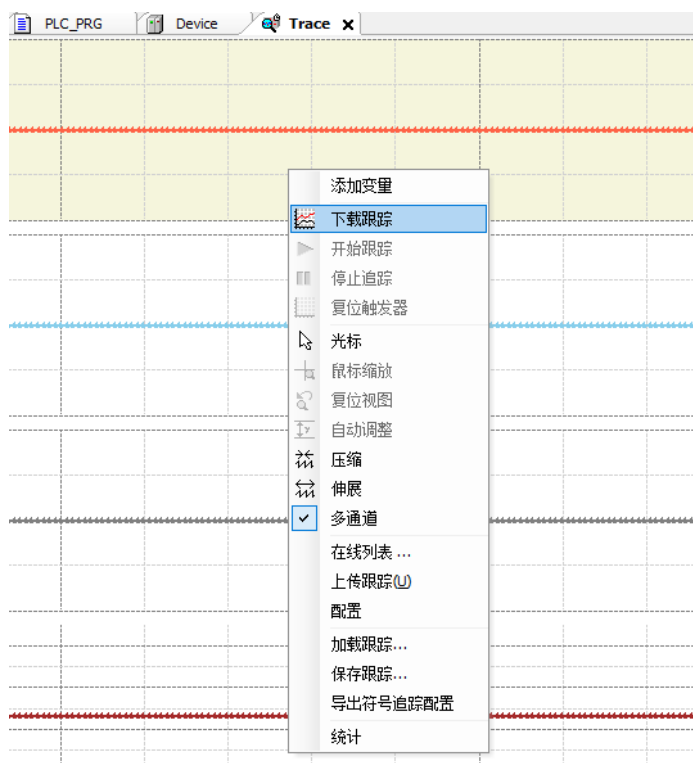 PLC_PRG Device Trace
添加变量
下载跟踪
开始跟踪
停止追踪
复位触发器
光标
鼠标缩放
复位视图
自动调整
压缩
伸展
多通道
在线列表 ...
上传跟踪(U)
配置
加载跟踪...
保存跟踪...
导出符号追踪配置
统计